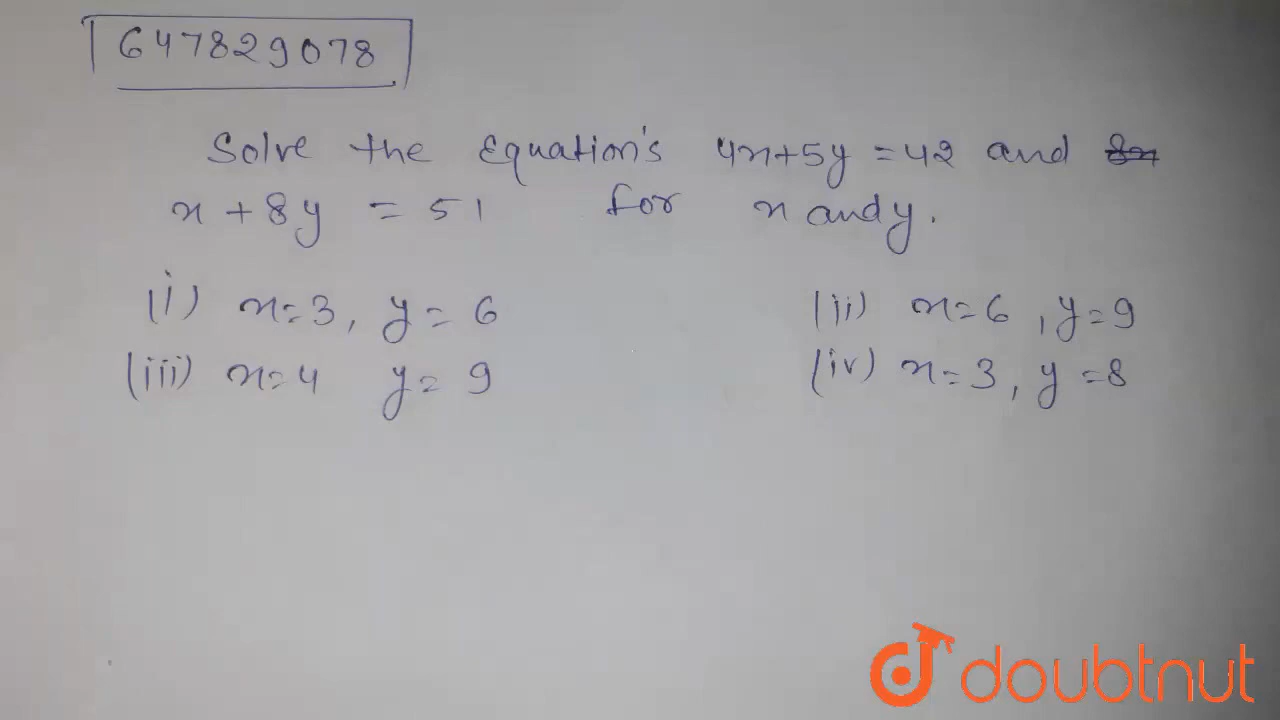 647829078
Solve the Equation's 4x+5y =42 and
x + 8y = 51 for x and y.
(i) x=3, y= 6 (ii) x=6, y=9
(iii) x=4 y= 9 (iv) x=3, y=8
doubtnut